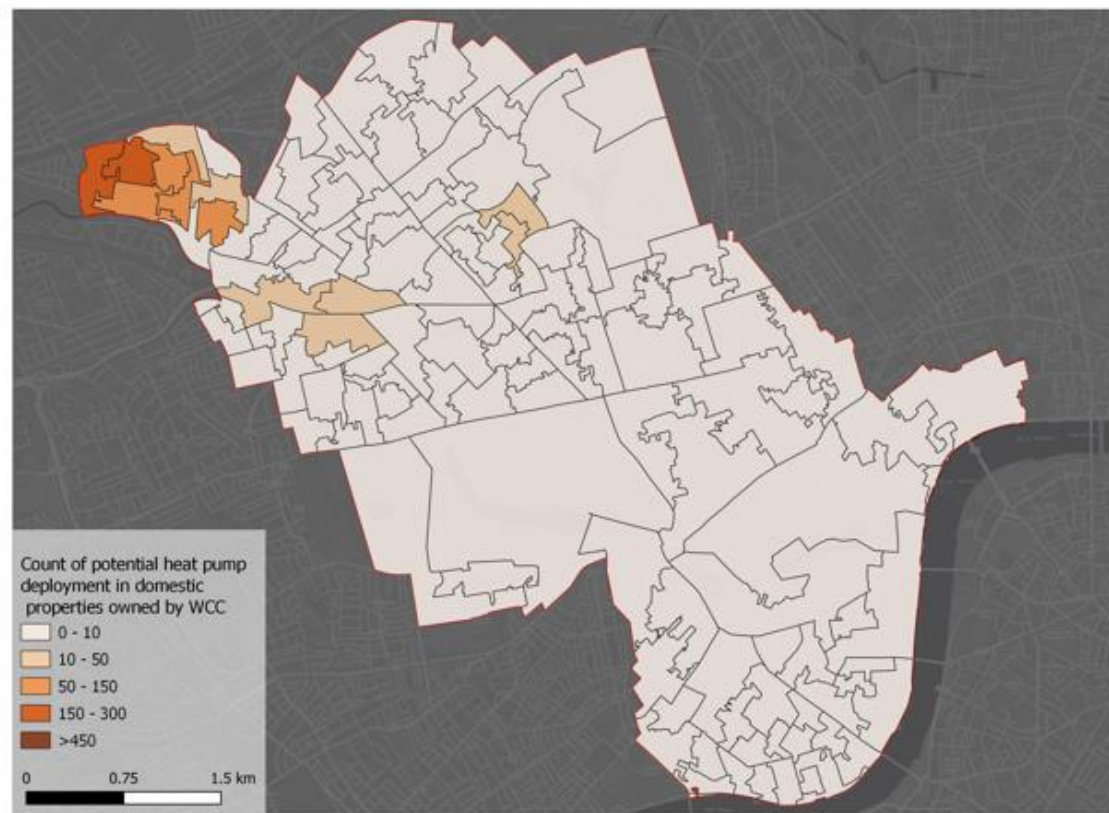 Count of potential heat pump
deployment in domestic
properties owned by WCC
0 - 10
10 - 50
50 - 150
150 - 300
>450
0 0.75 1.5 km